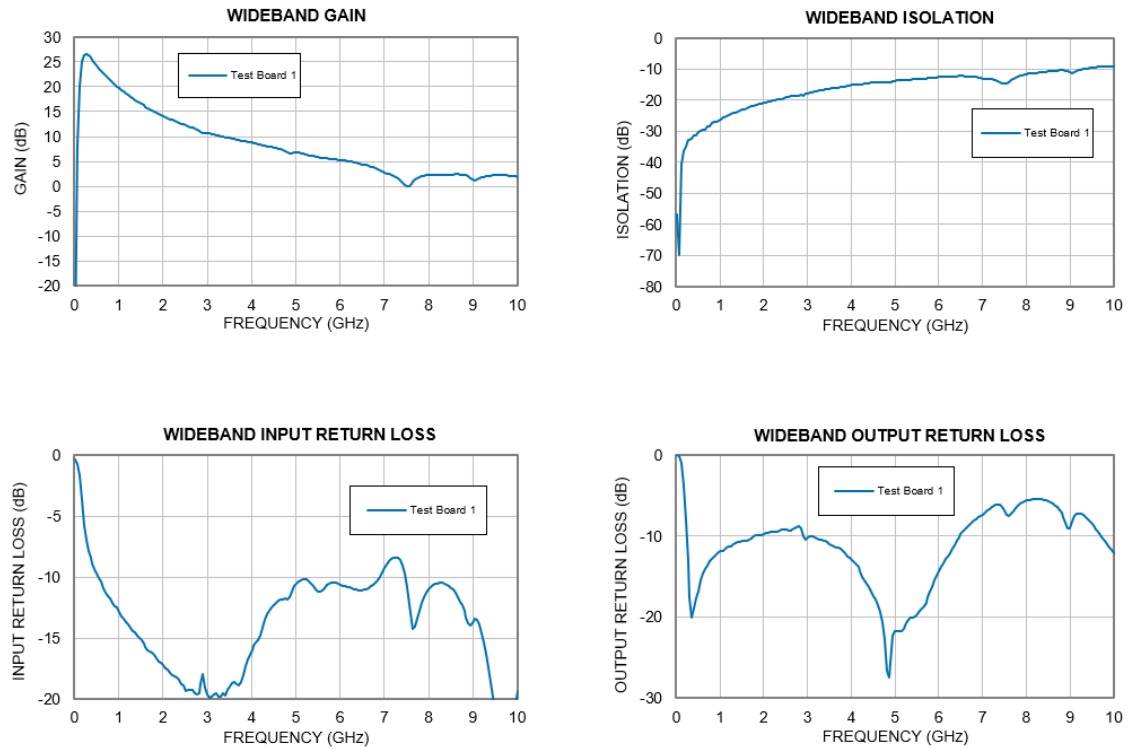 WIDEBAND GAIN
GAIN (dB)
30
25
20
15
10
5
0
-5
-10
-15
-20
Test Board 1
0 1 2 3 4 5 6 7 8 9 10
FREQUENCY (GHz)
WIDEBAND ISOLATION
ISOLATION (dB)
0
-10
-20
-30
-40
-50
-60
-70
-80
Test Board 1
0 1 2 3 4 5 6 7 8 9 10
FREQUENCY (GHz)
WIDEBAND INPUT RETURN LOSS
INPUT RETURN LOSS (dB)
0
-5
-10
-15
-20
Test Board 1
0 1 2 3 4 5 6 7 8 9 10
FREQUENCY (GHz)
WIDEBAND OUTPUT RETURN LOSS
OUTPUT RETURN LOSS (dB)
0
-10
-20
-30
Test Board 1
0 1 2 3 4 5 6 7 8 9 10
FREQUENCY (GHz)